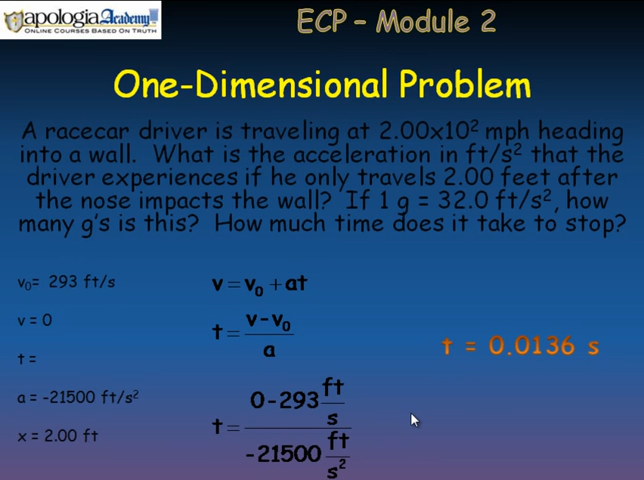 apologia Academy
ONLINE COURSES BASED ON TRUTH
ECP – Module 2
One-Dimensional Problem
A racecar driver is traveling at 2.00x10² mph heading
into a wall. What is the acceleration in ft/s² that the
driver experiences if he only travels 2.00 feet after
the nose impacts the wall? If 1 g = 32.0 ft/s², how
many g's is this? How much time does it take to stop?
v₀= 293 ft/s
v = 0
t =
a = -21500 ft/s²
x = 2.00 ft
v = v₀ + at
t = (v - v₀) / a
t = (0 - 293 ft/s) / (-21500 ft/s²)
t = 0.0136 s